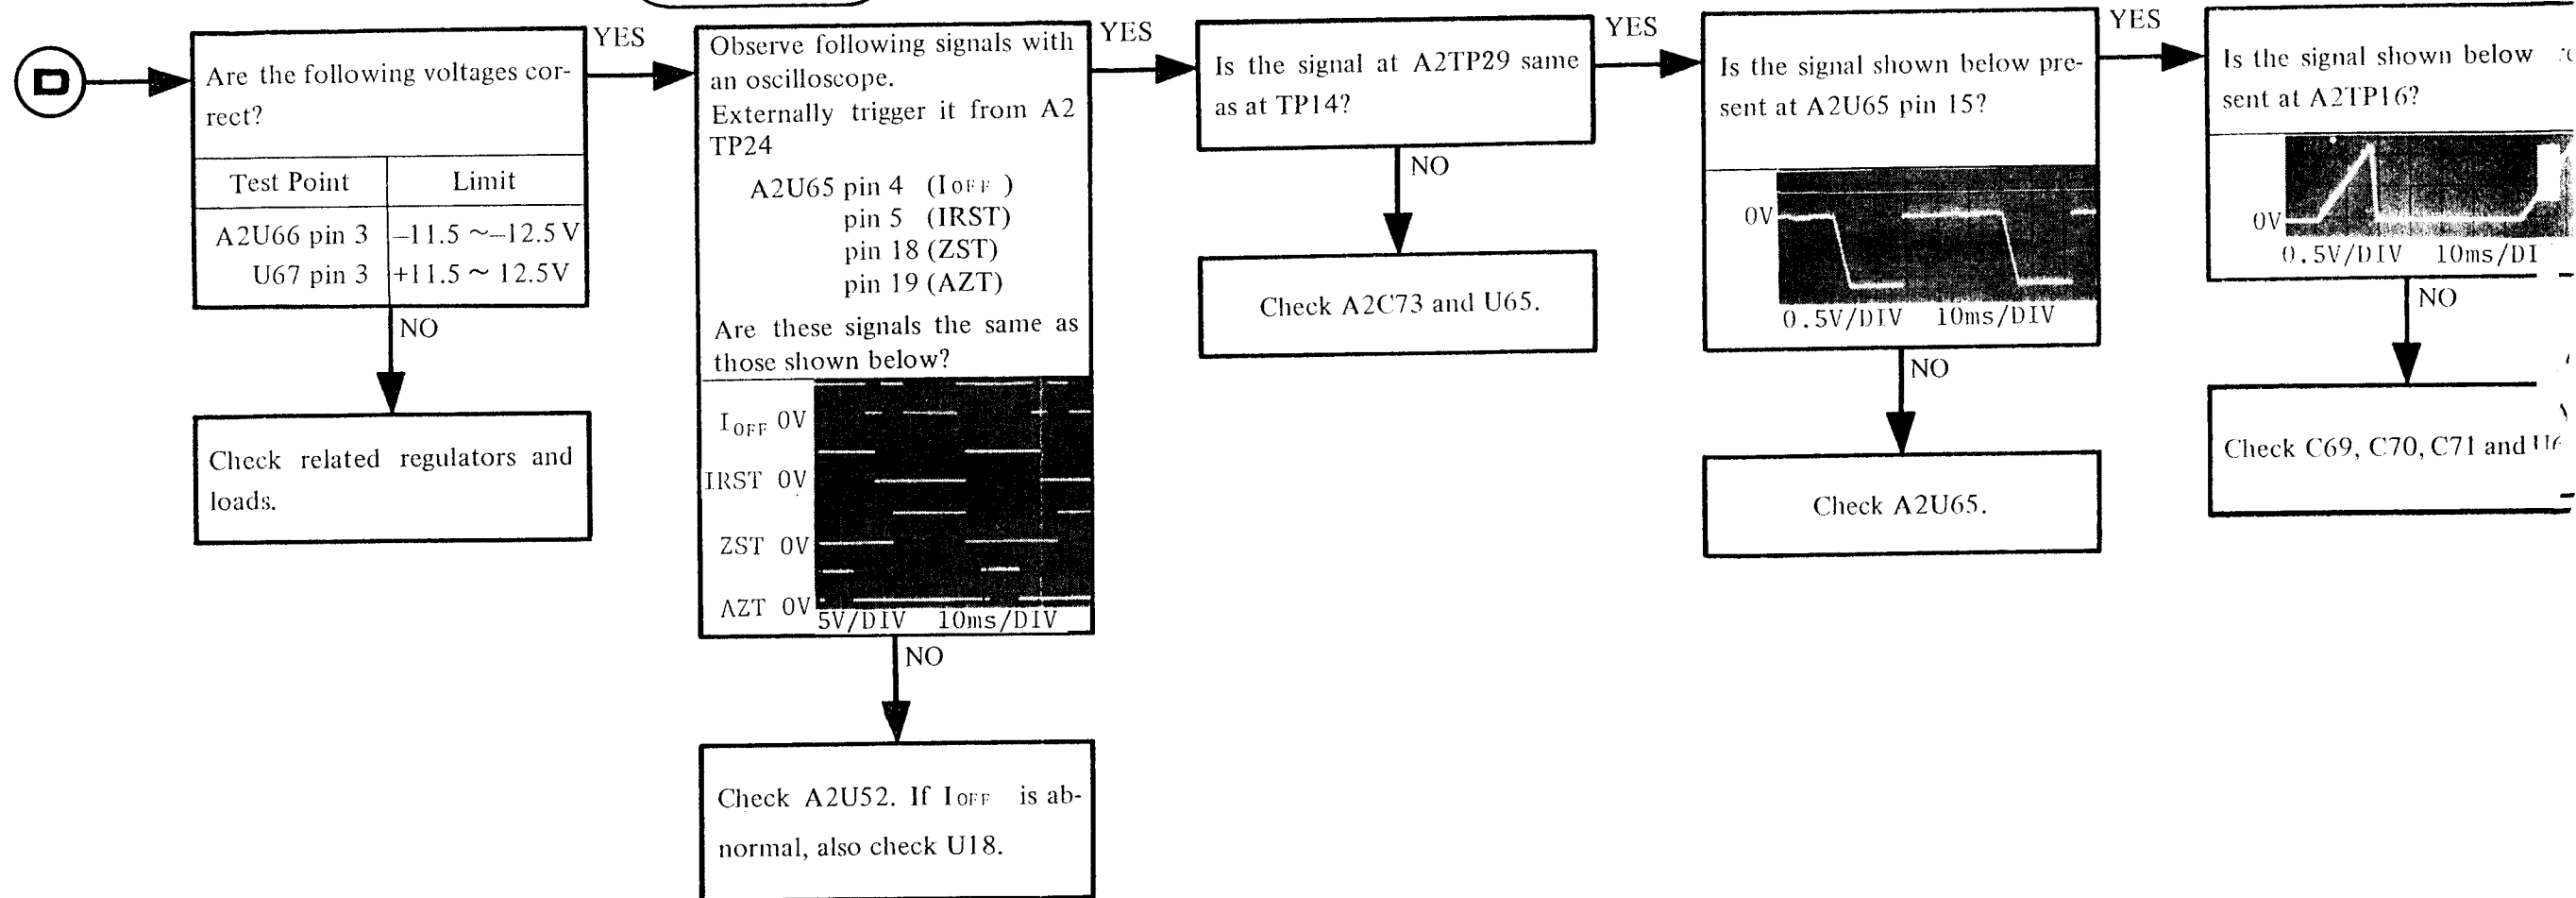 D
Are the following voltages cor-
rect?
Test Point Limit
A2U66 pin 3 –11.5 ~–12.5 V
U67 pin 3 +11.5 ~ 12.5V
NO
Check related regulators and
loads.
YES
Observe following signals with
an oscilloscope.
Externally trigger it from A2
TP24
A2U65 pin 4 (IOFF )
pin 5 (IRST)
pin 18 (ZST)
pin 19 (AZT)
Are these signals the same as
those shown below?
IOFF 0V
IRST 0V
ZST 0V
AZT 0V
5V/DIV 10ms/DIV
NO
Check A2U52. If IOFF is ab-
normal, also check U18.
YES
Is the signal at A2TP29 same
as at TP14?
NO
Check A2C73 and U65.
YES
Is the signal shown below pre-
sent at A2U65 pin 15?
0V
0.5V/DIV 10ms/DIV
NO
Check A2U65.
YES
Is the signal shown below
sent at A2TP16?
0V
0.5V/DIV 10ms/DI
NO
Check C69, C70, C71 and